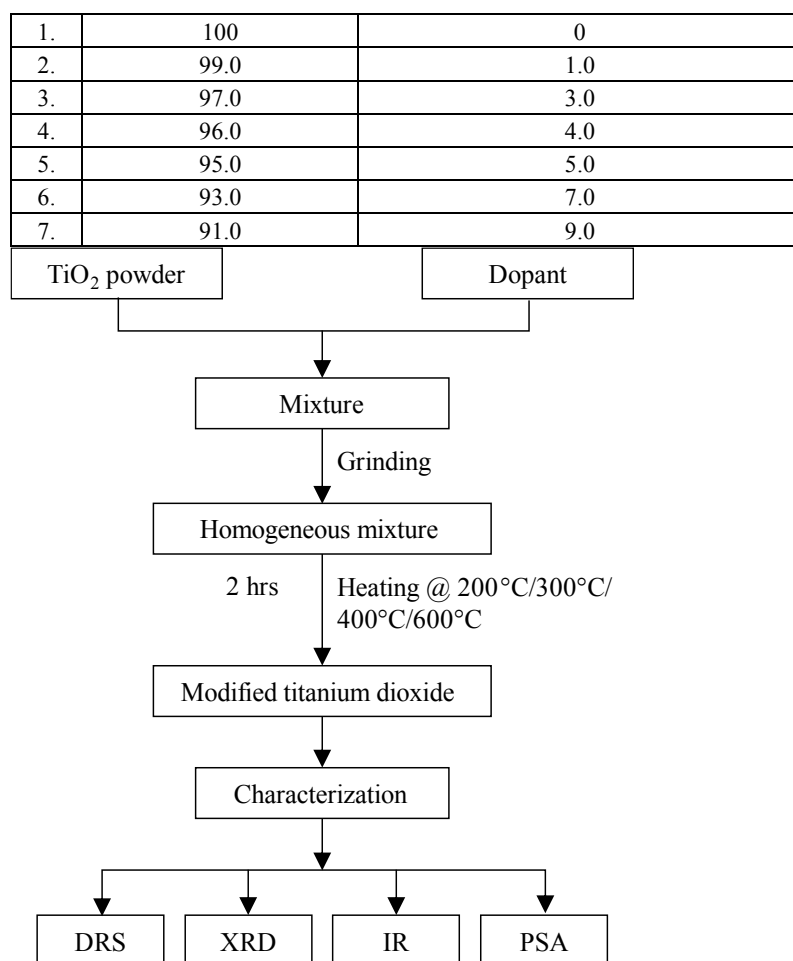 1. 100 0
2. 99.0 1.0
3. 97.0 3.0
4. 96.0 4.0
5. 95.0 5.0
6. 93.0 7.0
7. 91.0 9.0
TiO₂ powder Dopant
Mixture
Grinding
Homogeneous mixture
2 hrs Heating @ 200°C/300°C/
400°C/600°C
Modified titanium dioxide
Characterization
DRS XRD IR PSA